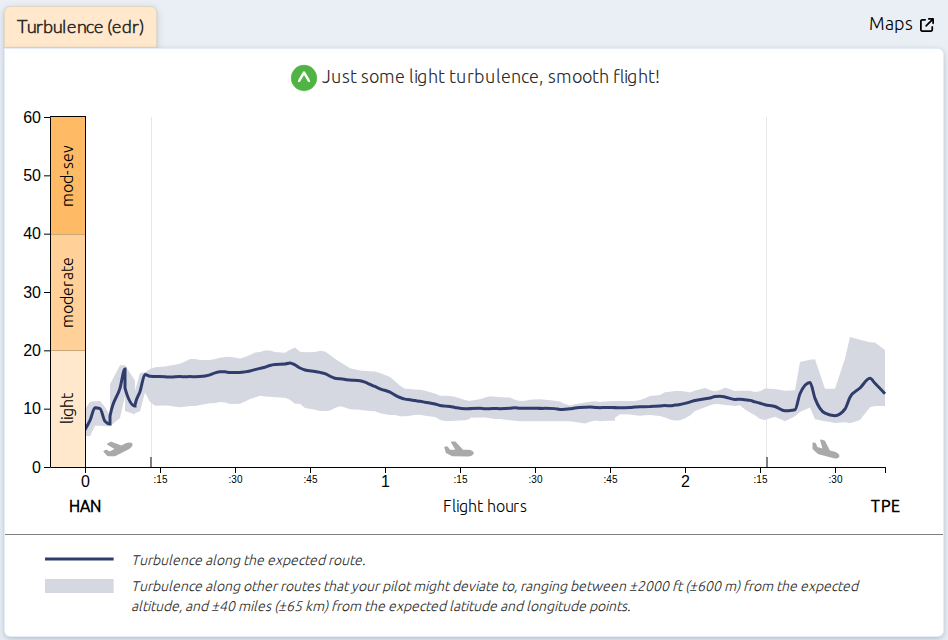 Turbulence (edr)
Maps
Just some light turbulence, smooth flight!
60
50
40
30
20
10
0
mod-sev
moderate
light
0 :15 :30 :45 1 :15 :30 :45 2 :15 :30
HAN Flight hours TPE
Turbulence along the expected route.
Turbulence along other routes that your pilot might deviate to, ranging between ±2000 ft (±600 m) from the expected
altitude, and ±40 miles (±65 km) from the expected latitude and longitude points.